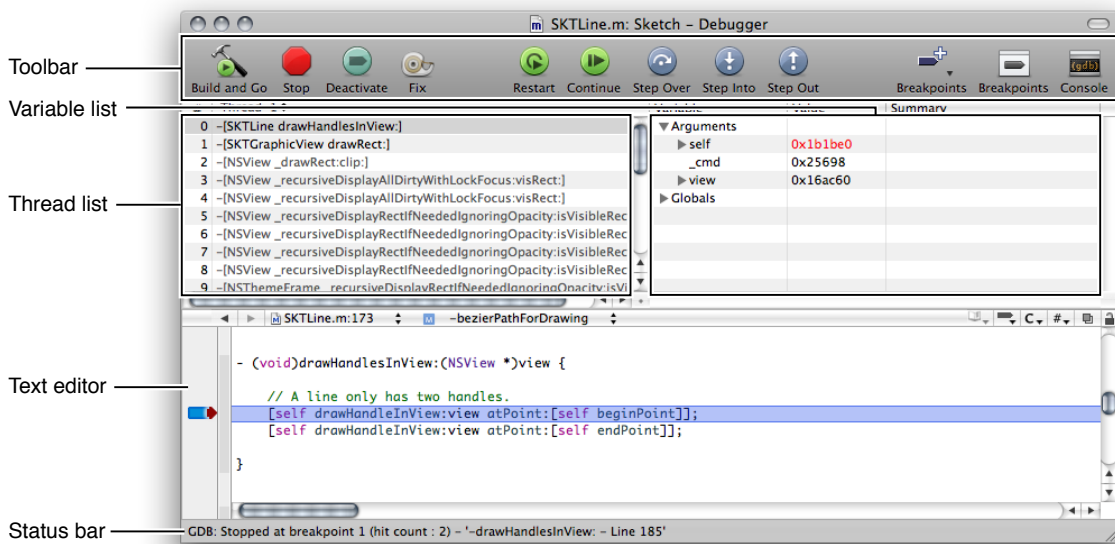 SKTLine.m: Sketch – Debugger
Toolbar
Build and Go Stop Deactivate Fix Restart Continue Step Over Step Into Step Out Breakpoints Breakpoints Console
(gdb)
Variable list
Summary
Thread list
0 –[SKTLine drawHandlesInView:]
1 –[SKTGraphicView drawRect:]
2 –[NSView _drawRect:clip:]
3 –[NSView _recursiveDisplayAllDirtyWithLockFocus:visRect:]
4 –[NSView _recursiveDisplayAllDirtyWithLockFocus:visRect:]
5 –[NSView _recursiveDisplayRectIfNeededIgnoringOpacity:isVisibleRec
6 –[NSView _recursiveDisplayRectIfNeededIgnoringOpacity:isVisibleRec
7 –[NSView _recursiveDisplayRectIfNeededIgnoringOpacity:isVisibleRec
8 –[NSView _recursiveDisplayRectIfNeededIgnoringOpacity:isVisibleRec
9 –[NSThemeFrame _recursiveDisplayRectIfNeededIgnoringOpacity:isVi
Arguments
self 0x1b1be0
_cmd 0x25698
view 0x16ac60
Globals
SKTLine.m:173 M -bezierPathForDrawing C #
Text editor
- (void)drawHandlesInView:(NSView *)view {
// A line only has two handles.
[self drawHandleInView:view atPoint:[self beginPoint]];
[self drawHandleInView:view atPoint:[self endPoint]];
}
Status bar
GDB: Stopped at breakpoint 1 (hit count : 2) – '-drawHandlesInView: – Line 185'